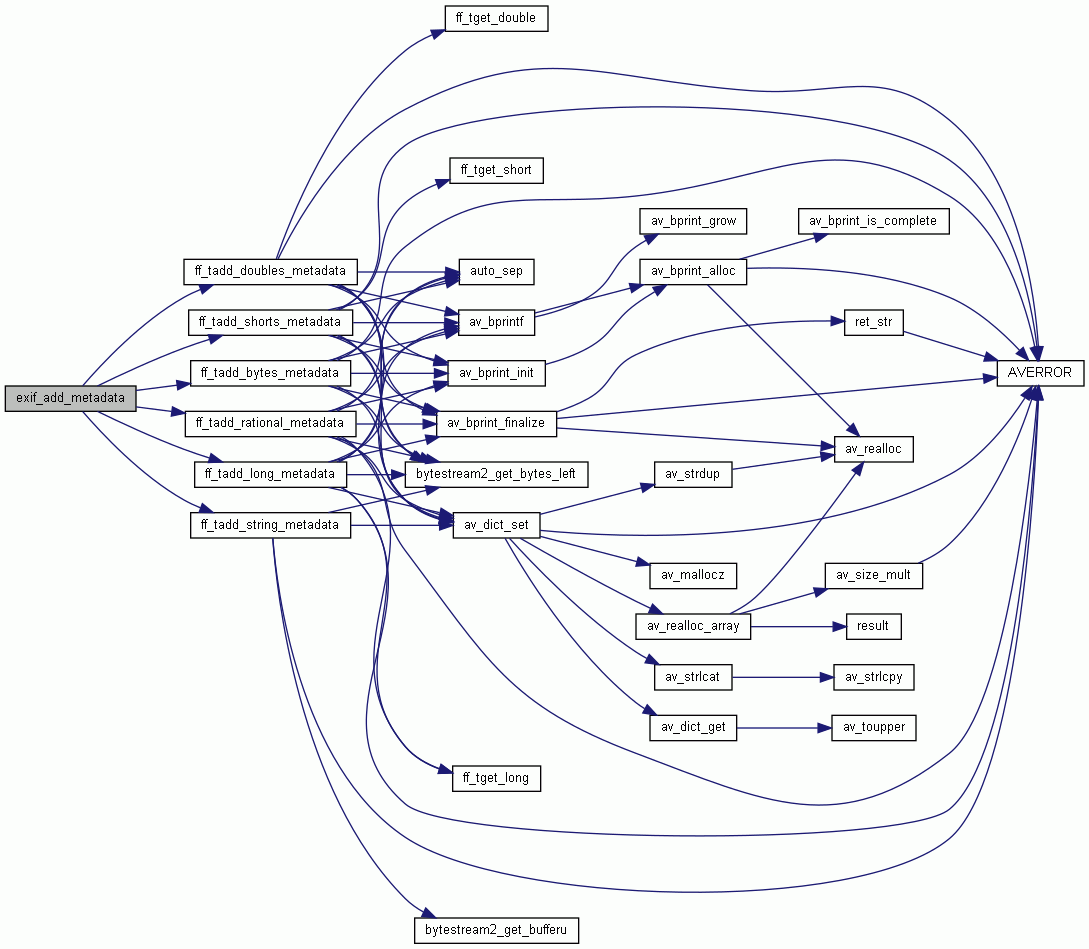 ff_tget_double
ff_tget_short
av_bprint_grow
av_bprint_is_complete
ff_tadd_doubles_metadata
auto_sep
av_bprint_alloc
ff_tadd_shorts_metadata
av_bprintf
ret_str
ff_tadd_bytes_metadata
av_bprint_init
AVERROR
exif_add_metadata
ff_tadd_rational_metadata
av_bprint_finalize
av_realloc
ff_tadd_long_metadata
bytestream2_get_bytes_left
av_strdup
ff_tadd_string_metadata
av_dict_set
av_mallocz
av_size_mult
av_realloc_array
result
av_strlcat
av_strlcpy
av_dict_get
av_toupper
ff_tget_long
bytestream2_get_bufferu